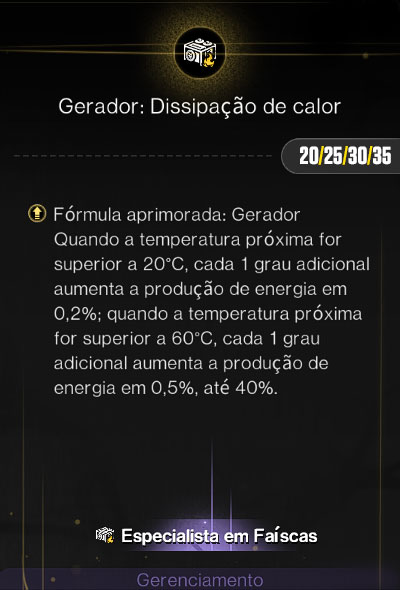 Gerador: Dissipação de calor
20/25/30/35
Fórmula aprimorada: Gerador
Quando a temperatura próxima for
superior a 20°C, cada 1 grau adicional
aumenta a produção de energia em
0,2%; quando a temperatura próxima
for superior a 60°C, cada 1 grau
adicional aumenta a produção de
energia em 0,5%, até 40%.
Especialista em Faíscas
Gerenciamento